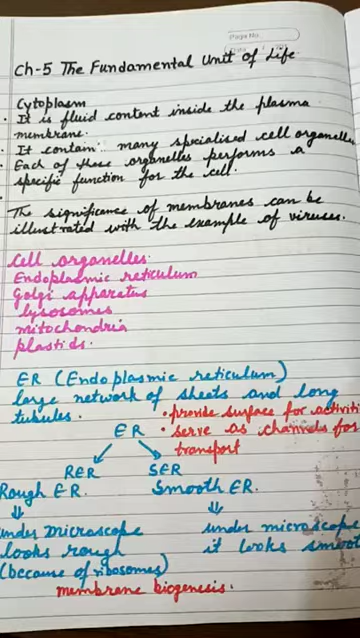 Page No.
Date
Ch-5 The Fundamental Unit of Life
Cytoplasm
• It is fluid content inside the plasma
membrane.
• It contain many specialised cell organelles
• Each of those organelles performs a
specific function for the cell.
• The significance of membranes can be
illustrated with the example of viruses.
Cell organelles.
Endoplasmic reticulum
Golgi apparatus
lysosomes
mitochondria
plastids.
ER (Endoplasmic reticulum)
large network of sheets and long
tubules.
• provide surface for activiti
ER
• serve as channels for
transport
RER
SER
Rough ER.
Smooth ER.
under microscope
looks rough
(because of ribosomes)
under microscope
it looks smoot
membrane biogenesis.